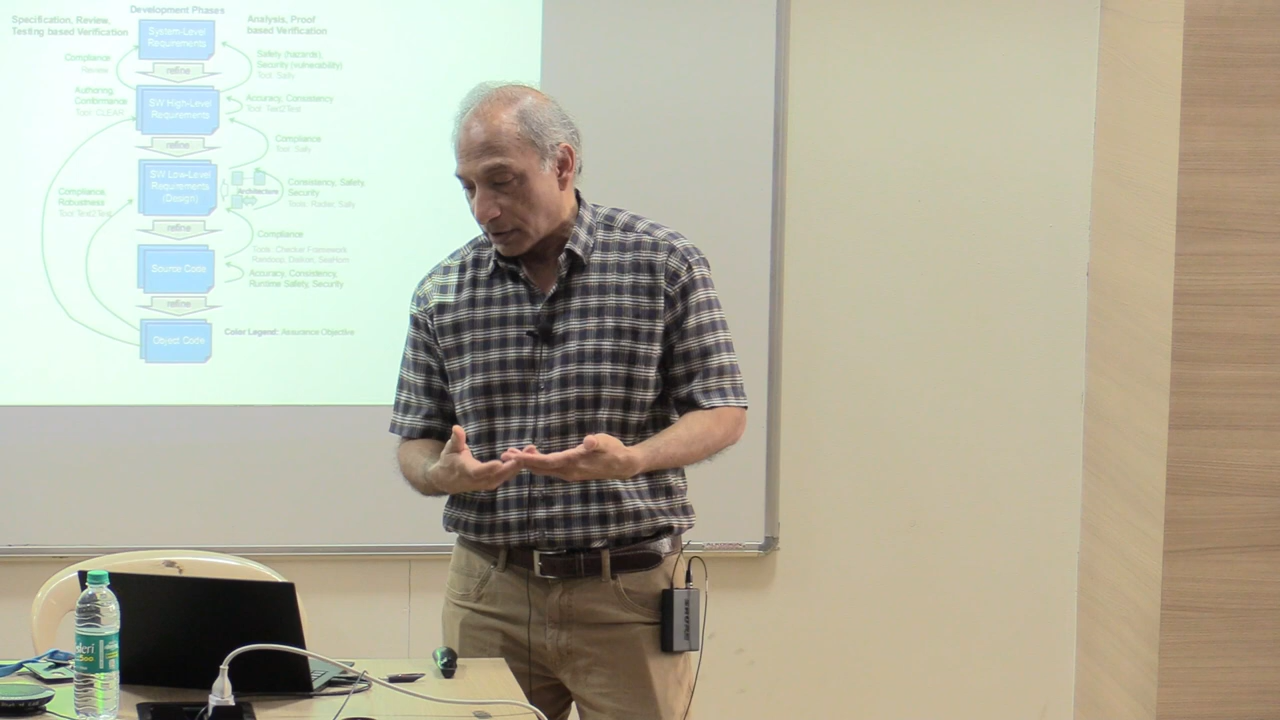 Development Phases
Specification, Review,
Testing based Verification
Analysis, Proof
based Verification
System-Level
Requirements
Compliance
Review
Safety (hazards),
Security (vulnerability)
Tool: Sally
refine
Authoring,
Conformance
Tool: CLEAR
SW High-Level
Requirements
Accuracy, Consistency
Tool: Text2Test
refine
Compliance
Tool: Sally
SW Low-Level
Requirements
(Design)
Architecture
Consistency, Safety,
Security
Tools: Radler, Sally
Compliance,
Robustness
Tool: Text2Test
refine
Compliance
Tools: Checker Framework
Randoop, Daikon, SeaHorn
Source Code
Accuracy, Consistency,
Runtime Safety, Security
refine
Object Code
Color Legend: Assurance Objective
leri
500